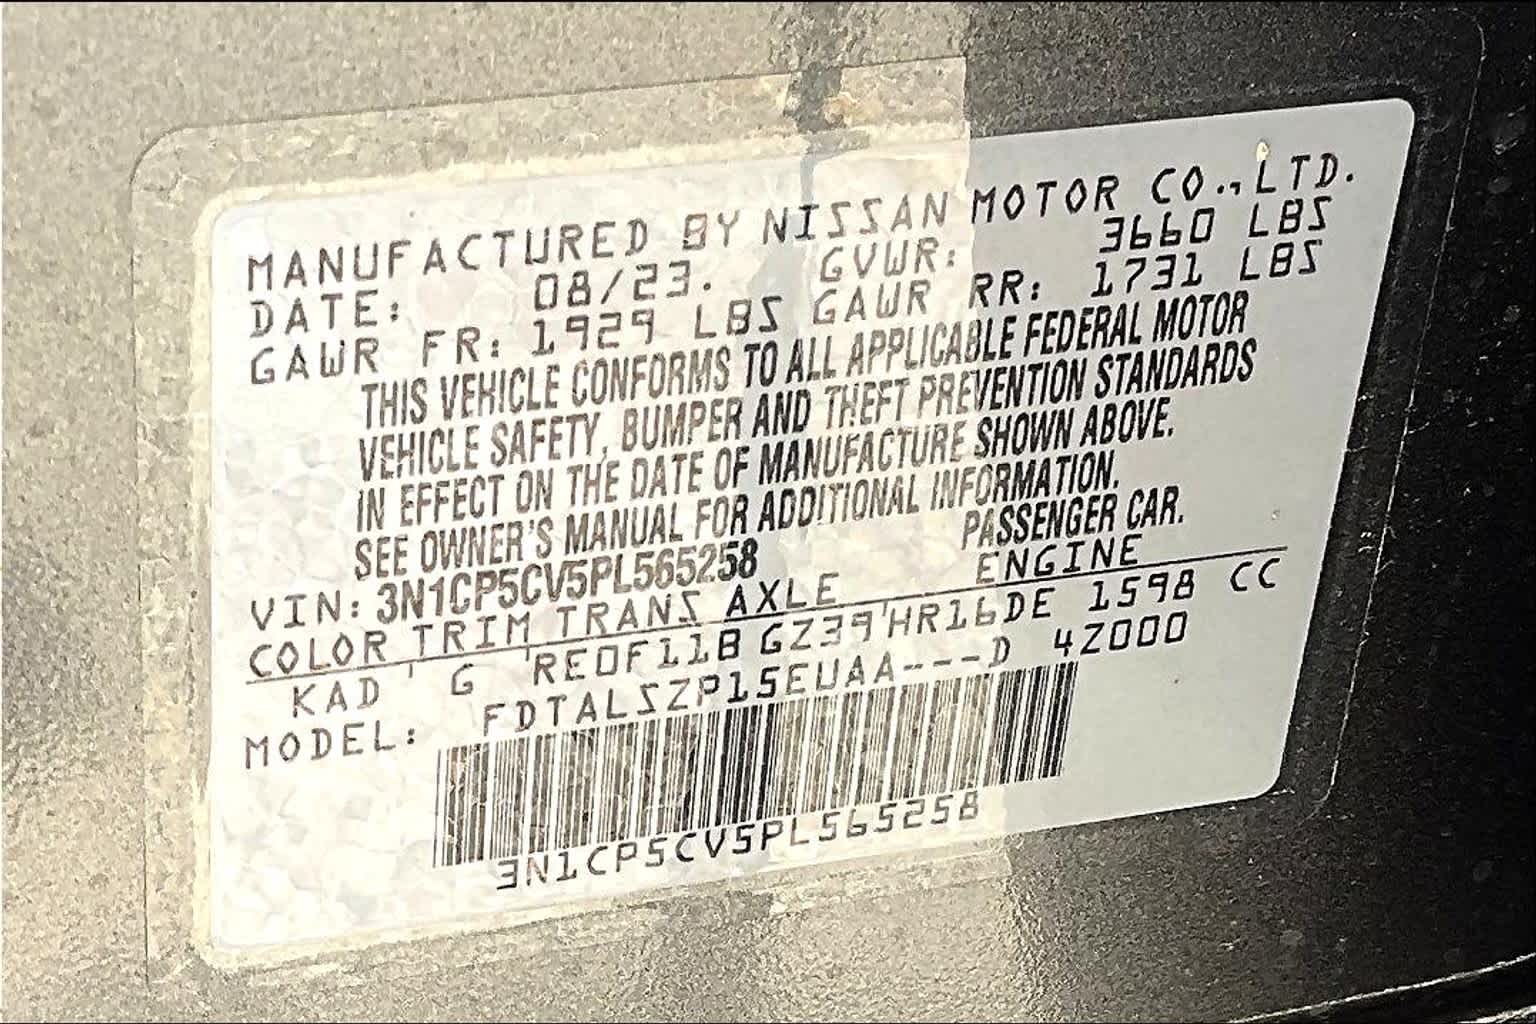 MANUFACTURED BY NISSAN MOTOR CO.,LTD.
DATE: 08/23. GVWR: 3660 LBS
GAWR FR: 1929 LBS GAWR RR: 1731 LBS
THIS VEHICLE CONFORMS TO ALL APPLICABLE FEDERAL MOTOR
VEHICLE SAFETY, BUMPER AND THEFT PREVENTION STANDARDS
IN EFFECT ON THE DATE OF MANUFACTURE SHOWN ABOVE.
SEE OWNER'S MANUAL FOR ADDITIONAL INFORMATION.
VIN: 3N1CP5CV5PL565258 PASSENGER CAR.
COLOR TRIM TRANS AXLE ENGINE
KAD ' G 'RE0F11B GZ39'HR16DE 1598 CC
MODEL: FDTALSZP15EUAA----D 4Z000
3N1CP5CV5PL565258